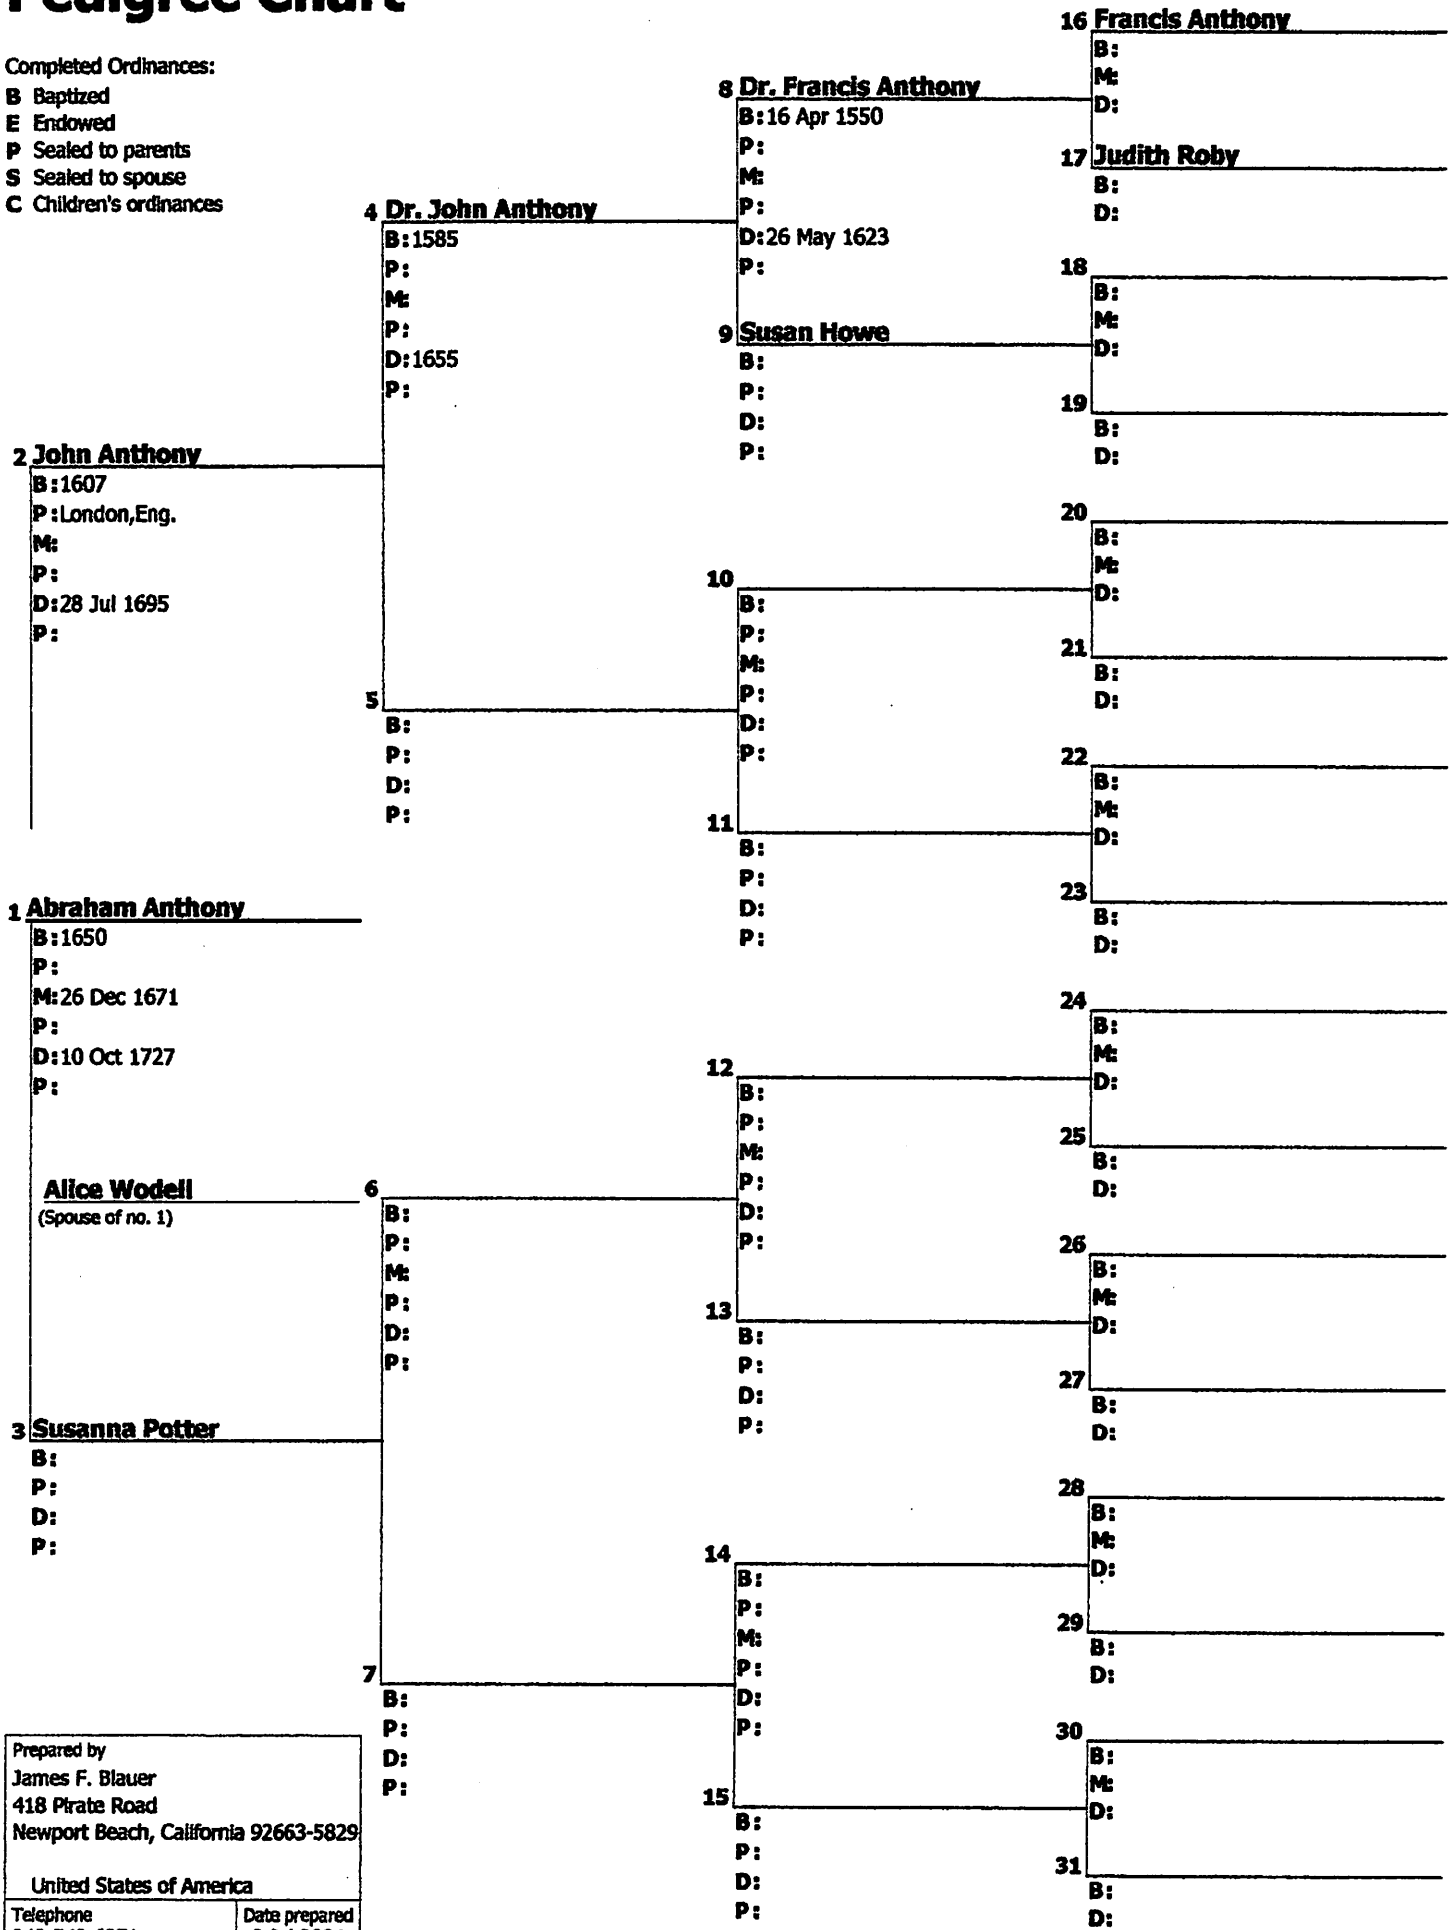 Pedigree Chart
Completed Ordinances:
B Baptized
E Endowed
P Sealed to parents
S Sealed to spouse
C Children's ordinances
2 John Anthony
B:1607
P:London,Eng.
M:
P:
D:28 Jul 1695
P:
1 Abraham Anthony
B:1650
P:
M:26 Dec 1671
P:
D:10 Oct 1727
P:
Alice Wodell
(Spouse of no. 1)
3 Susanna Potter
B:
P:
D:
P:
4 Dr. John Anthony
B:1585
P:
M:
P:
D:1655
P:
5
B:
P:
D:
P:
6
B:
P:
M:
P:
D:
P:
7
B:
P:
D:
P:
8 Dr. Francis Anthony
B:16 Apr 1550
P:
M:
P:
D:26 May 1623
P:
9 Susan Howe
B:
P:
D:
P:
10
B:
P:
M:
P:
D:
P:
11
B:
P:
D:
P:
12
B:
P:
M:
P:
D:
P:
13
B:
P:
D:
P:
14
B:
P:
M:
P:
D:
P:
15
B:
P:
D:
P:
16 Francis Anthony
B:
M:
D:
17 Judith Roby
B:
D:
18
B:
M:
D:
19
B:
D:
20
B:
M:
D:
21
B:
D:
22
B:
M:
D:
23
B:
D:
24
B:
M:
D:
25
B:
D:
26
B:
M:
D:
27
B:
D:
28
B:
M:
D:
29
B:
D:
30
B:
M:
D:
31
B:
D:
Prepared by
James F. Blauer
418 Pirate Road
Newport Beach, California 92663-5829
United States of America
Telephone
Date prepared